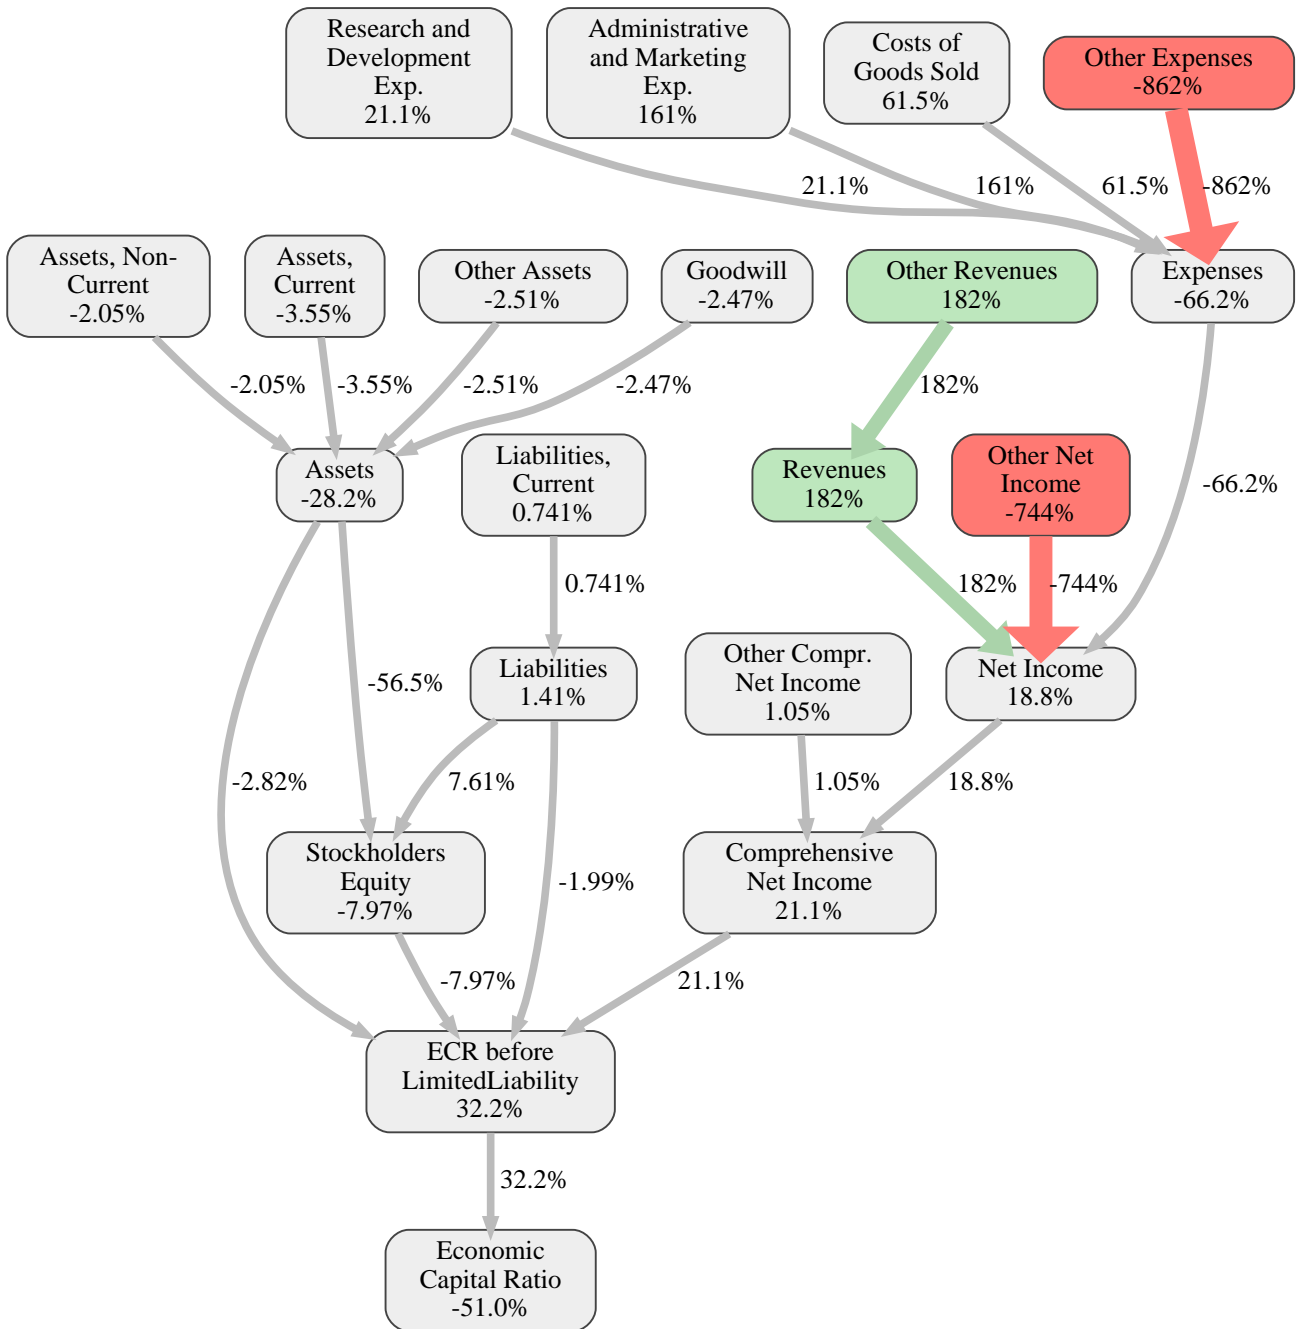 Research and
Development
Exp.
21.1%
Administrative
and Marketing
Exp.
161%
Costs of
Goods Sold
61.5%
Other Expenses
-862%
21.1%
161%
61.5%
-862%
Assets, Non-
Current
-2.05%
Assets,
Current
-3.55%
Other Assets
-2.51%
Goodwill
-2.47%
Other Revenues
182%
Expenses
-66.2%
-2.05%
-3.55%
-2.51%
-2.47%
182%
-66.2%
Assets
-28.2%
Liabilities,
Current
0.741%
Revenues
182%
Other Net
Income
-744%
0.741%
182%
-744%
-56.5%
Liabilities
1.41%
Other Compr.
Net Income
1.05%
Net Income
18.8%
-2.82%
7.61%
1.05%
18.8%
Stockholders
Equity
-7.97%
-1.99%
Comprehensive
Net Income
21.1%
-7.97%
21.1%
ECR before
LimitedLiability
32.2%
32.2%
Economic
Capital Ratio
-51.0%